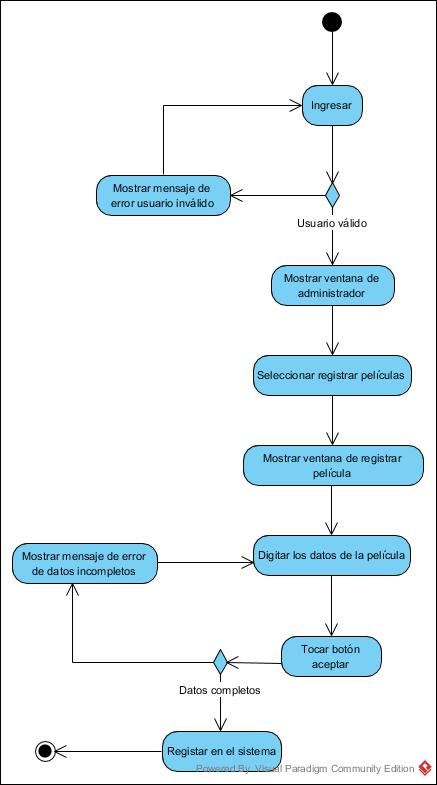 Ingresar
Mostrar mensaje de
error usuario inválido
Usuario válido
Mostrar ventana de
administrador
Seleccionar registrar películas
Mostrar ventana de registrar
película
Mostrar mensaje de error
de datos incompletos
Digitar los datos de la película
Tocar botón
aceptar
Datos completos
Registrar en el sistema
Powered By Visual Paradigm Community Edition